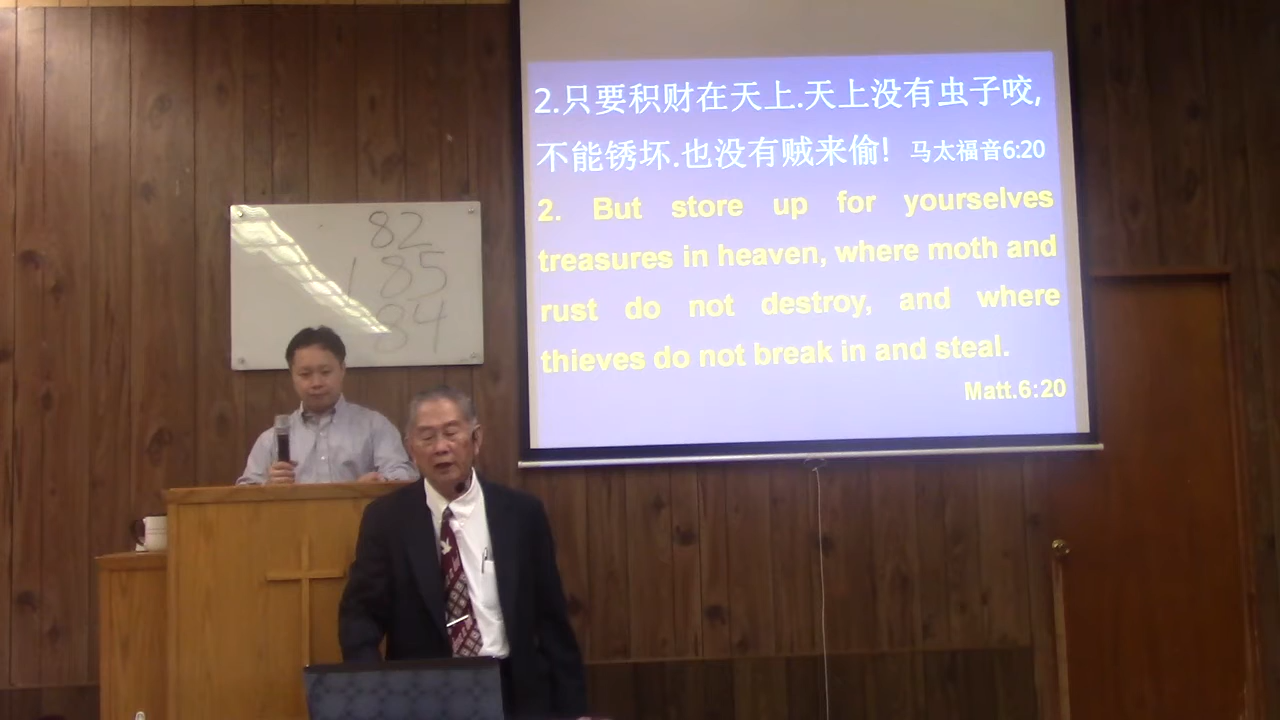 2.只要积财在天上.天上没有虫子咬,
不能锈坏.也没有贼来偷! 马太福音6:20
2. But store up for yourselves
treasures in heaven, where moth and
rust do not destroy, and where
thieves do not break in and steal.
Matt.6:20
82
185
84